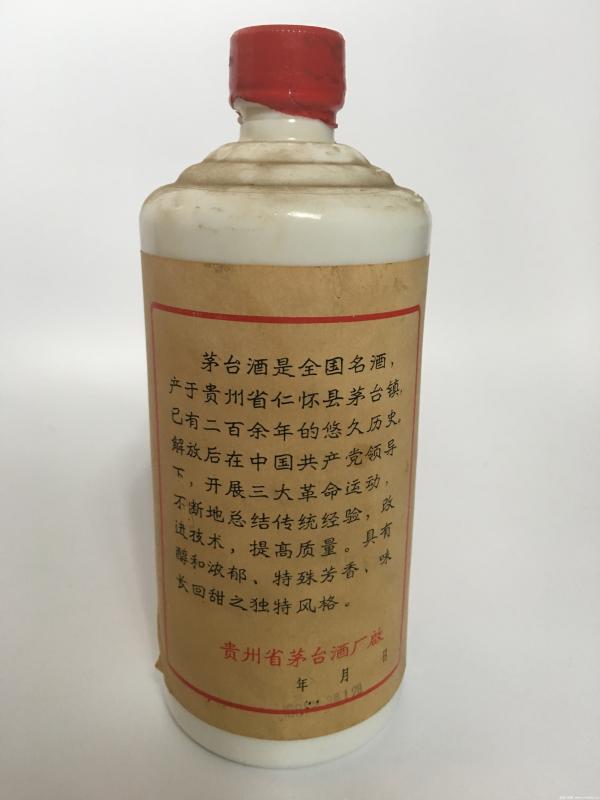 茅台酒是全国名酒，
产于贵州省仁怀县茅台镇，
已有二百余年的悠久历史。
解放后在中国共产党领导
下，开展三大革命运动，
不断地总结传统经验，改
进技术，提高质量。具有
醇和浓郁、特殊芳香、味
长回甜之独特风格。
贵州省茅台酒厂啟
年 月 日